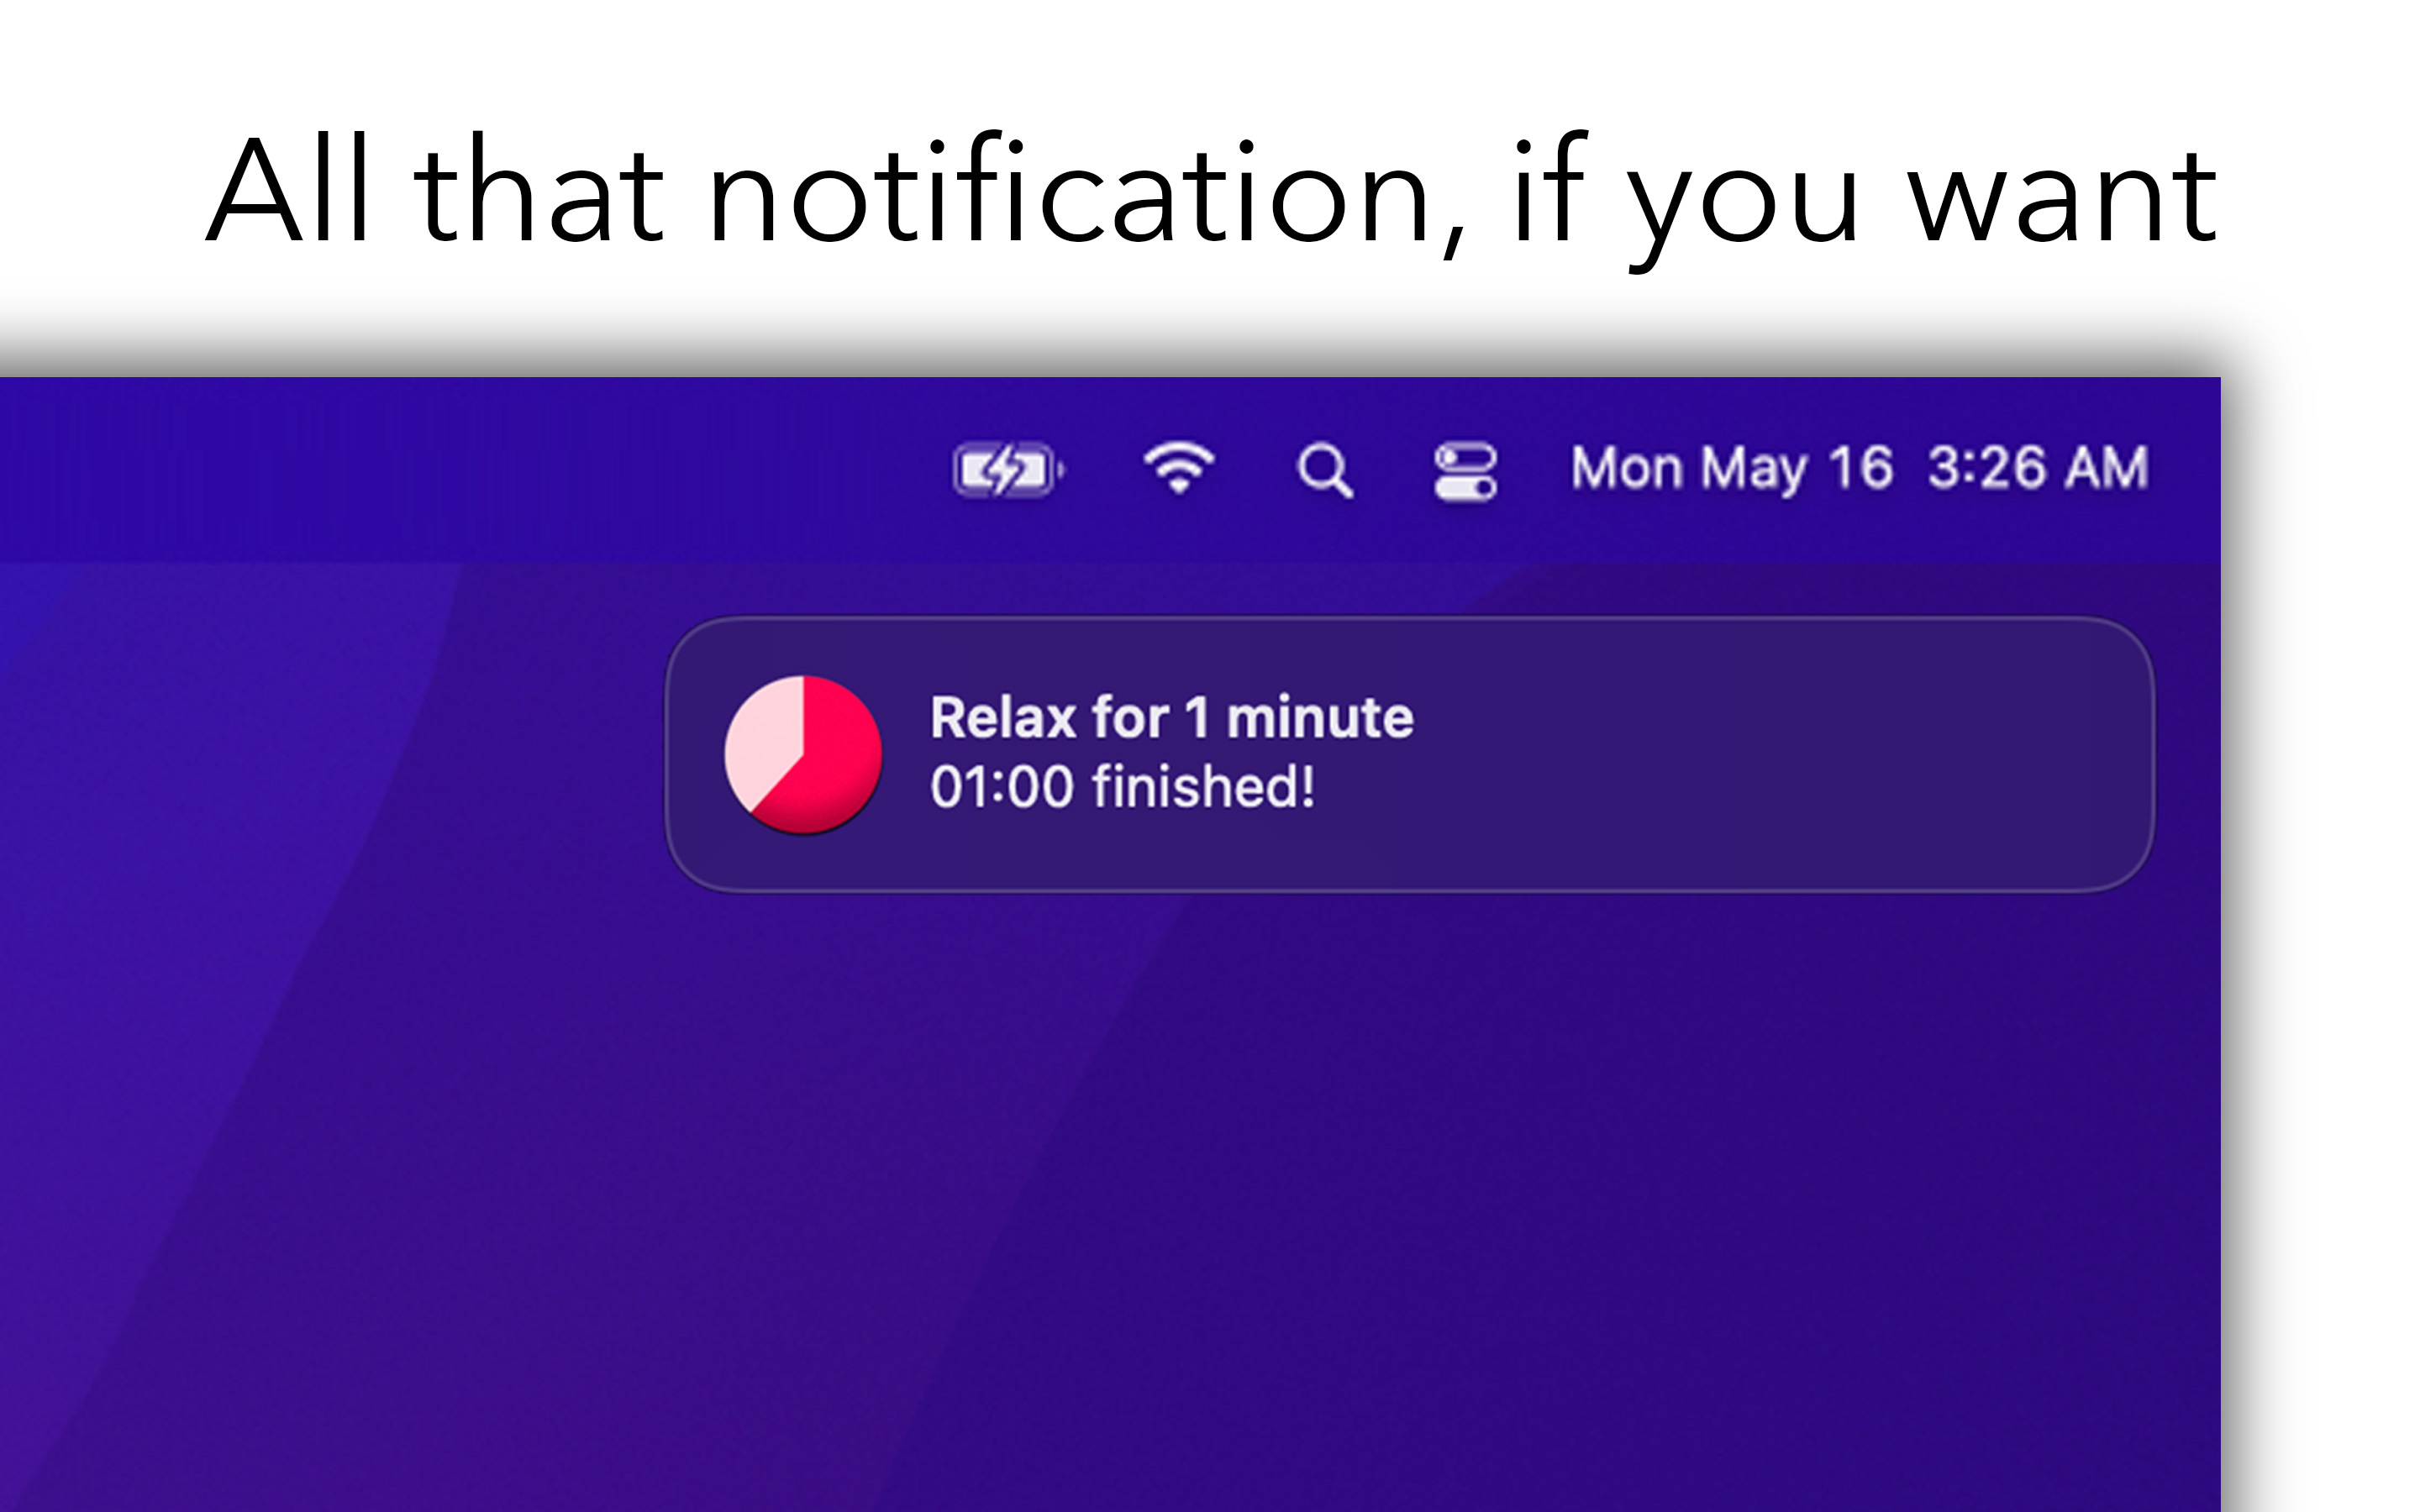 All that notification, if you want
Mon May 16 3:26 AM
Relax for 1 minute
01:00 finished!